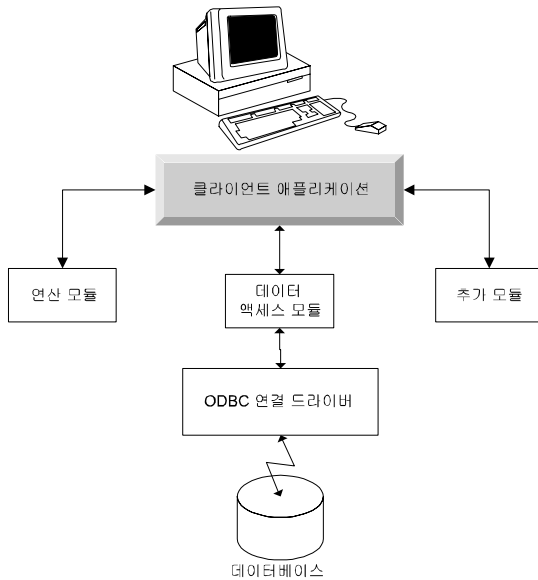 클라이언트 애플리케이션
연산 모듈
데이터
액세스 모듈
추가 모듈
ODBC 연결 드라이버
데이터베이스